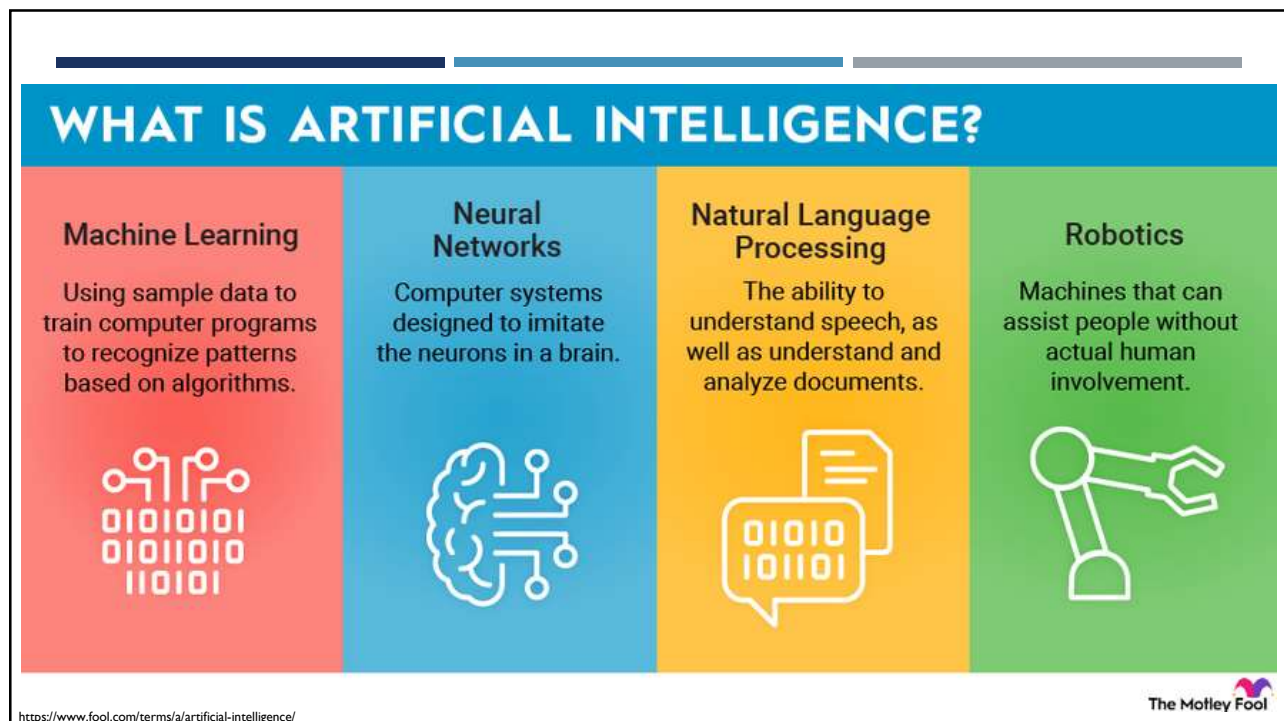 WHAT IS ARTIFICIAL INTELLIGENCE?
Machine Learning
Using sample data to
train computer programs
to recognize patterns
based on algorithms.
01010101
01011010
110101
Neural
Networks
Computer systems
designed to imitate
the neurons in a brain.
Natural Language
Processing
The ability to
understand speech, as
well as understand and
analyze documents.
01010
101101
Robotics
Machines that can
assist people without
actual human
involvement.
The Motley Fool
https://www.fool.com/terms/a/artificial-intelligence/